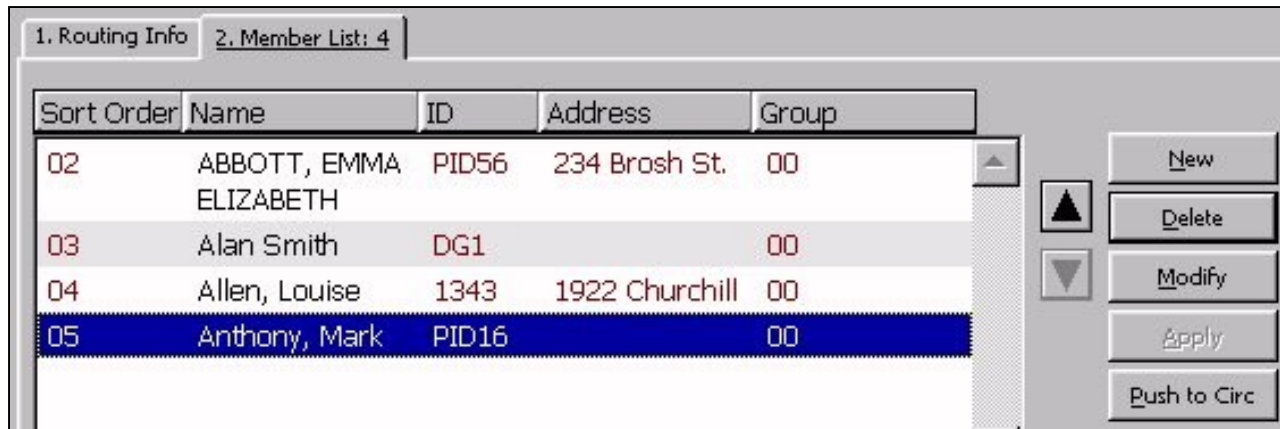 1. Routing Info 2. Member List: 4
Sort Order Name ID Address Group
02 ABBOTT, EMMA PID56 234 Brosh St. 00
ELIZABETH
03 Alan Smith DG1 00
04 Allen, Louise 1343 1922 Churchill 00
05 Anthony, Mark PID16 00
New
Delete
Modify
Apply
Push to Circ